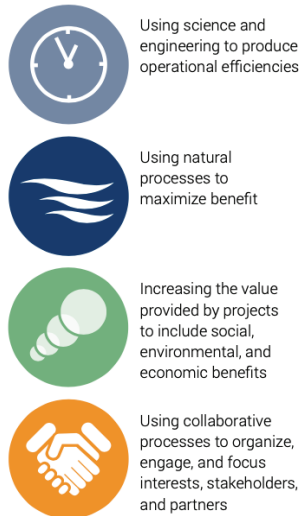 Using science and
engineering to produce
operational efficiencies
Using natural
processes to
maximize benefit
Increasing the value
provided by projects
to include social,
environmental, and
economic benefits
Using collaborative
processes to organize,
engage, and focus
interests, stakeholders,
and partners